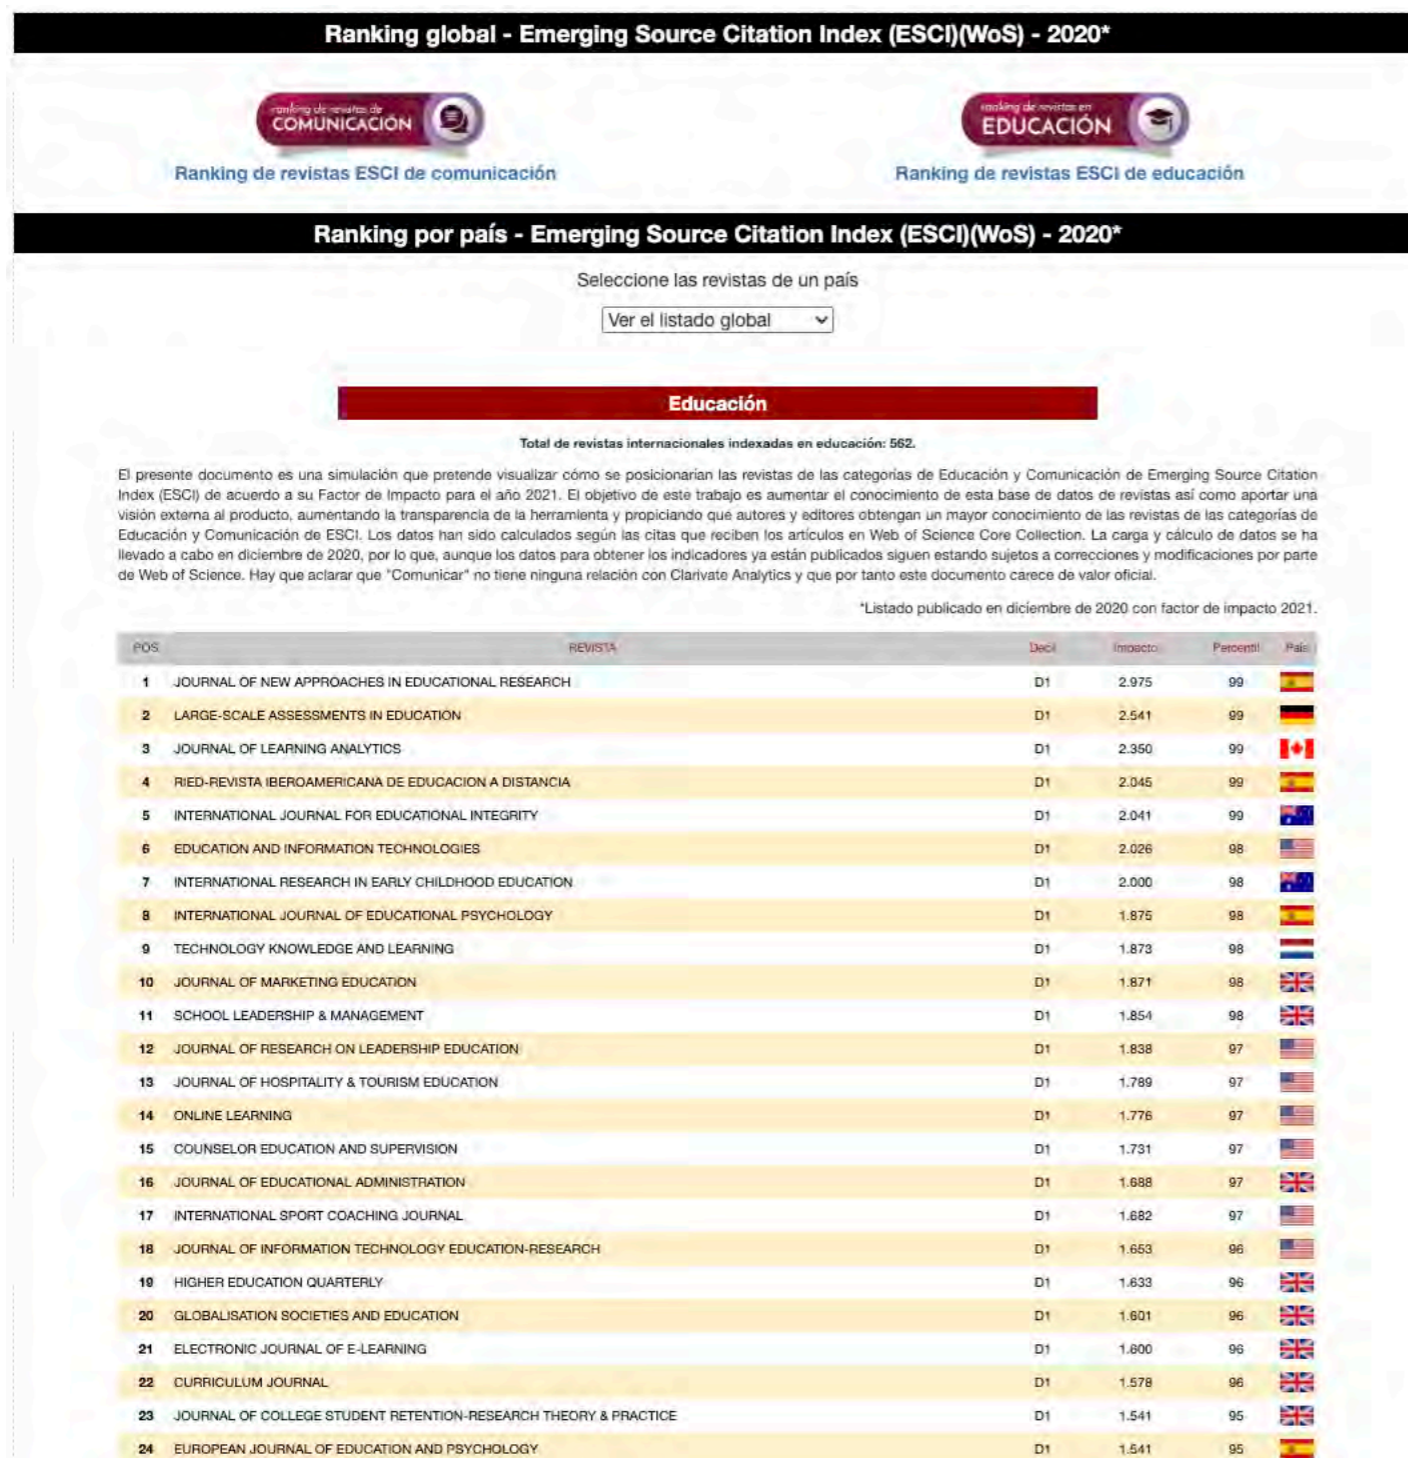 Ranking global - Emerging Source Citation Index (ESCI)(WoS) - 2020*
ranking de revistas de
COMUNICACIÓN
ranking de revistas en
EDUCACIÓN
Ranking de revistas ESCI de comunicación
Ranking de revistas ESCI de educación
Ranking por país - Emerging Source Citation Index (ESCI)(WoS) - 2020*
Seleccione las revistas de un país
Ver el listado global
Educación
Total de revistas internacionales indexadas en educación: 562.
El presente documento es una simulación que pretende visualizar cómo se posicionarían las revistas de las categorías de Educación y Comunicación de Emerging Source Citation
Index (ESCI) de acuerdo a su Factor de Impacto para el año 2021. El objetivo de este trabajo es aumentar el conocimiento de esta base de datos de revistas así como aportar una
visión externa al producto, aumentando la transparencia de la herramienta y propiciando que autores y editores obtengan un mayor conocimiento de las revistas de las categorías de
Educación y Comunicación de ESCI. Los datos han sido calculados según las citas que reciben los artículos en Web of Science Core Collection. La carga y cálculo de datos se ha
llevado a cabo en diciembre de 2020, por lo que, aunque los datos para obtener los indicadores ya están publicados siguen estando sujetos a correcciones y modificaciones por parte
de Web of Science. Hay que aclarar que "Comunicar" no tiene ninguna relación con Clarivate Analytics y que por tanto este documento carece de valor oficial.
*Listado publicado en diciembre de 2020 con factor de impacto 2021.
POS REVISTA Decil Impacto Percentil País
1 JOURNAL OF NEW APPROACHES IN EDUCATIONAL RESEARCH D1 2.975 99
2 LARGE-SCALE ASSESSMENTS IN EDUCATION D1 2.541 99
3 JOURNAL OF LEARNING ANALYTICS D1 2.350 99
4 RIED-REVISTA IBEROAMERICANA DE EDUCACION A DISTANCIA D1 2.045 99
5 INTERNATIONAL JOURNAL FOR EDUCATIONAL INTEGRITY D1 2.041 99
6 EDUCATION AND INFORMATION TECHNOLOGIES D1 2.026 98
7 INTERNATIONAL RESEARCH IN EARLY CHILDHOOD EDUCATION D1 2.000 98
8 INTERNATIONAL JOURNAL OF EDUCATIONAL PSYCHOLOGY D1 1.875 98
9 TECHNOLOGY KNOWLEDGE AND LEARNING D1 1.873 98
10 JOURNAL OF MARKETING EDUCATION D1 1.871 98
11 SCHOOL LEADERSHIP & MANAGEMENT D1 1.854 98
12 JOURNAL OF RESEARCH ON LEADERSHIP EDUCATION D1 1.838 97
13 JOURNAL OF HOSPITALITY & TOURISM EDUCATION D1 1.789 97
14 ONLINE LEARNING D1 1.776 97
15 COUNSELOR EDUCATION AND SUPERVISION D1 1.731 97
16 JOURNAL OF EDUCATIONAL ADMINISTRATION D1 1.688 97
17 INTERNATIONAL SPORT COACHING JOURNAL D1 1.682 97
18 JOURNAL OF INFORMATION TECHNOLOGY EDUCATION-RESEARCH D1 1.653 96
19 HIGHER EDUCATION QUARTERLY D1 1.633 96
20 GLOBALISATION SOCIETIES AND EDUCATION D1 1.601 96
21 ELECTRONIC JOURNAL OF E-LEARNING D1 1.600 96
22 CURRICULUM JOURNAL D1 1.578 96
23 JOURNAL OF COLLEGE STUDENT RETENTION-RESEARCH THEORY & PRACTICE D1 1.541 95
24 EUROPEAN JOURNAL OF EDUCATION AND PSYCHOLOGY D1 1.541 95